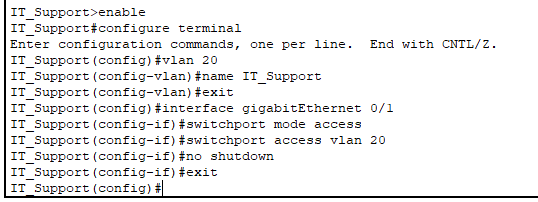 IT_Support>enable
IT_Support#configure terminal
Enter configuration commands, one per line.  End with CNTL/Z.
IT_Support(config)#vlan 20
IT_Support(config-vlan)#name IT_Support
IT_Support(config-vlan)#exit
IT_Support(config)#interface gigabitEthernet 0/1
IT_Support(config-if)#switchport mode access
IT_Support(config-if)#switchport access vlan 20
IT_Support(config-if)#no shutdown
IT_Support(config-if)#exit
IT_Support(config)#